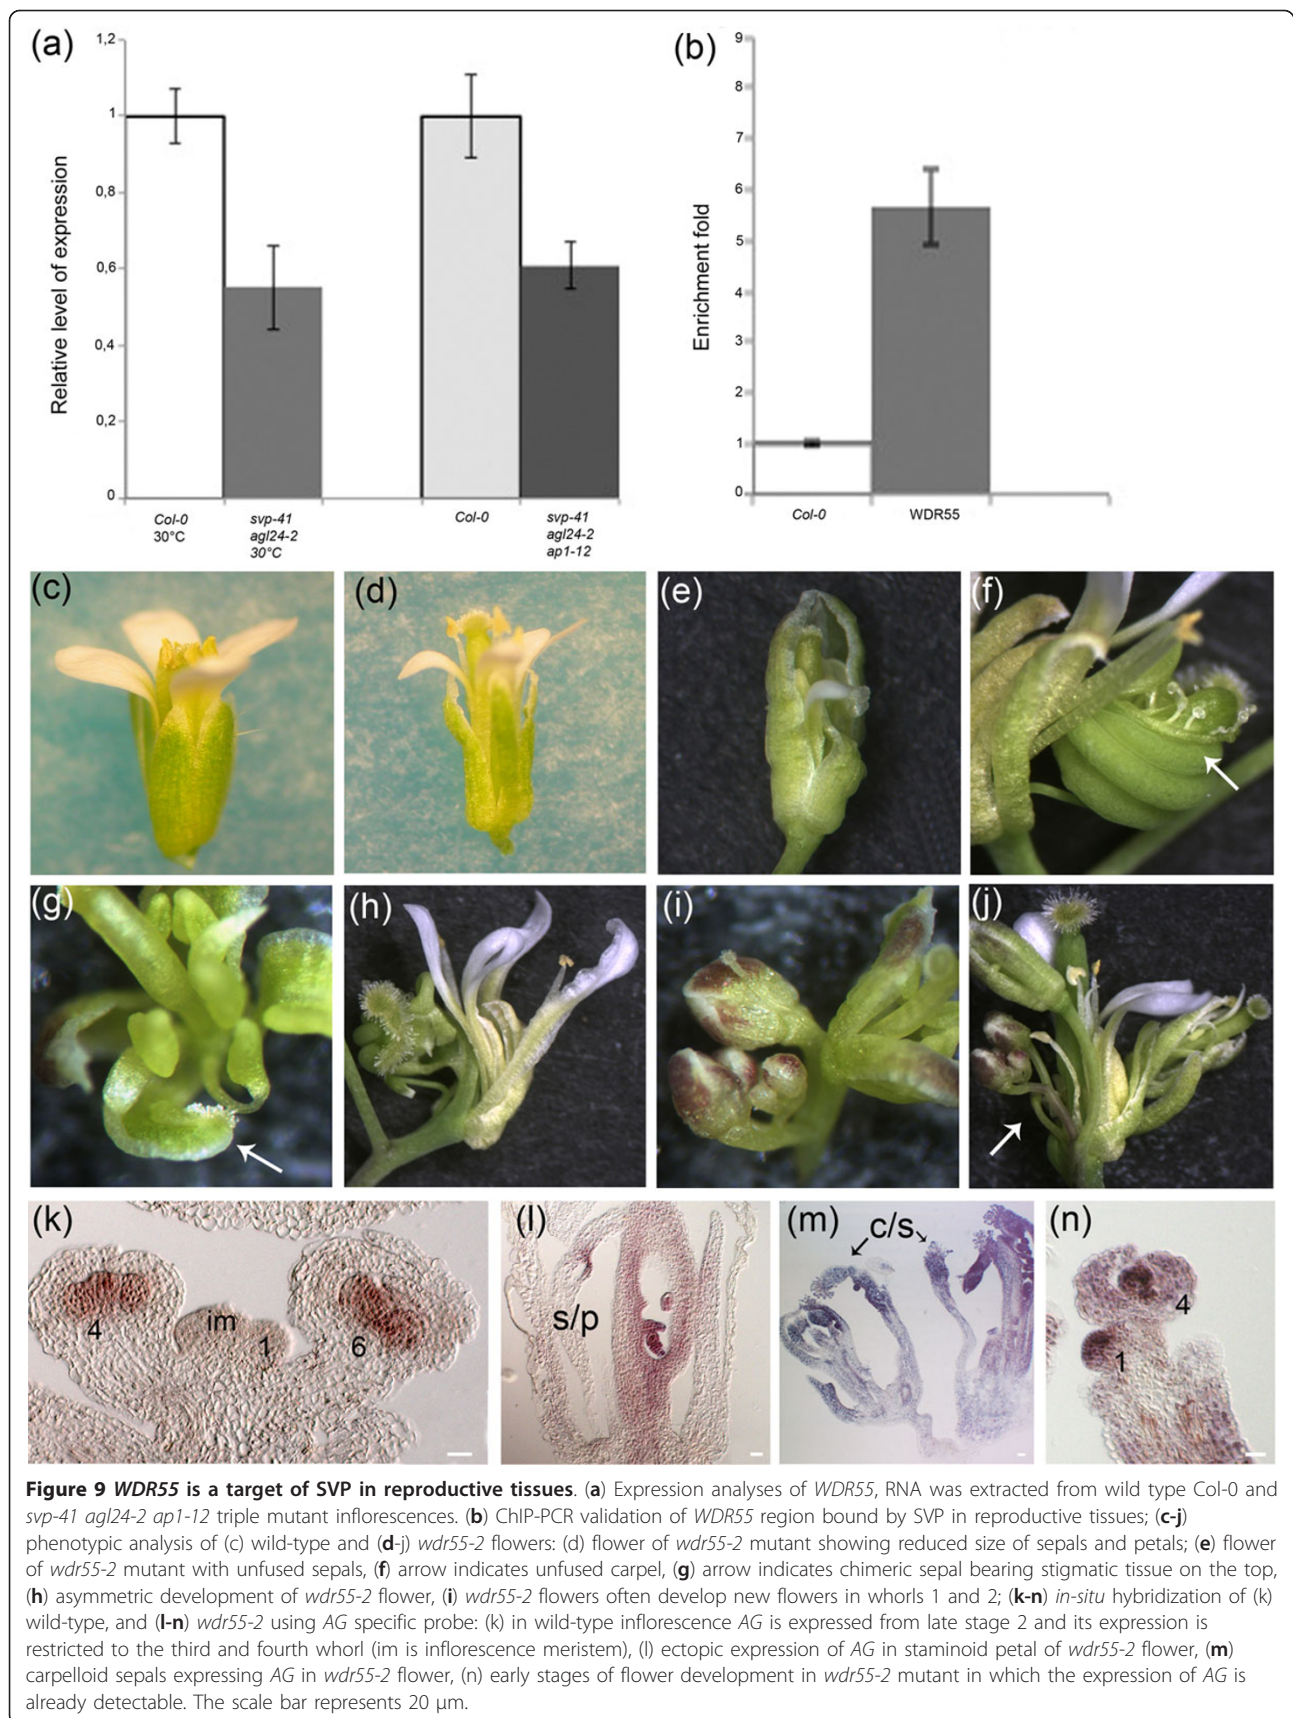 (a)
1,2
1
0,8
0,6
0,4
0,2
0
Relative level of expression
Col-0
30°C
svp-41
agl24-2
30°C
Col-0
svp-41
agl24-2
ap1-12
(b)
9
8
7
6
5
4
3
2
1
0
Enrichment fold
Col-0
WDR55
(c)
(d)
(e)
(f)
(g)
(h)
(i)
(j)
(k)
4
im
1
6
(l)
s/p
(m)
c/s
(n)
4
1
Figure 9 WDR55 is a target of SVP in reproductive tissues. (a) Expression analyses of WDR55, RNA was extracted from wild type Col-0 and
svp-41 agl24-2 ap1-12 triple mutant inflorescences. (b) ChIP-PCR validation of WDR55 region bound by SVP in reproductive tissues; (c-j)
phenotypic analysis of (c) wild-type and (d-j) wdr55-2 flowers: (d) flower of wdr55-2 mutant showing reduced size of sepals and petals; (e) flower
of wdr55-2 mutant with unfused sepals, (f) arrow indicates unfused carpel, (g) arrow indicates chimeric sepal bearing stigmatic tissue on the top,
(h) asymmetric development of wdr55-2 flower, (i) wdr55-2 flowers often develop new flowers in whorls 1 and 2; (k-n) in-situ hybridization of (k)
wild-type, and (l-n) wdr55-2 using AG specific probe: (k) in wild-type inflorescence AG is expressed from late stage 2 and its expression is
restricted to the third and fourth whorl (im is inflorescence meristem), (l) ectopic expression of AG in staminoid petal of wdr55-2 flower, (m)
carpelloid sepals expressing AG in wdr55-2 flower, (n) early stages of flower development in wdr55-2 mutant in which the expression of AG is
already detectable. The scale bar represents 20 μm.